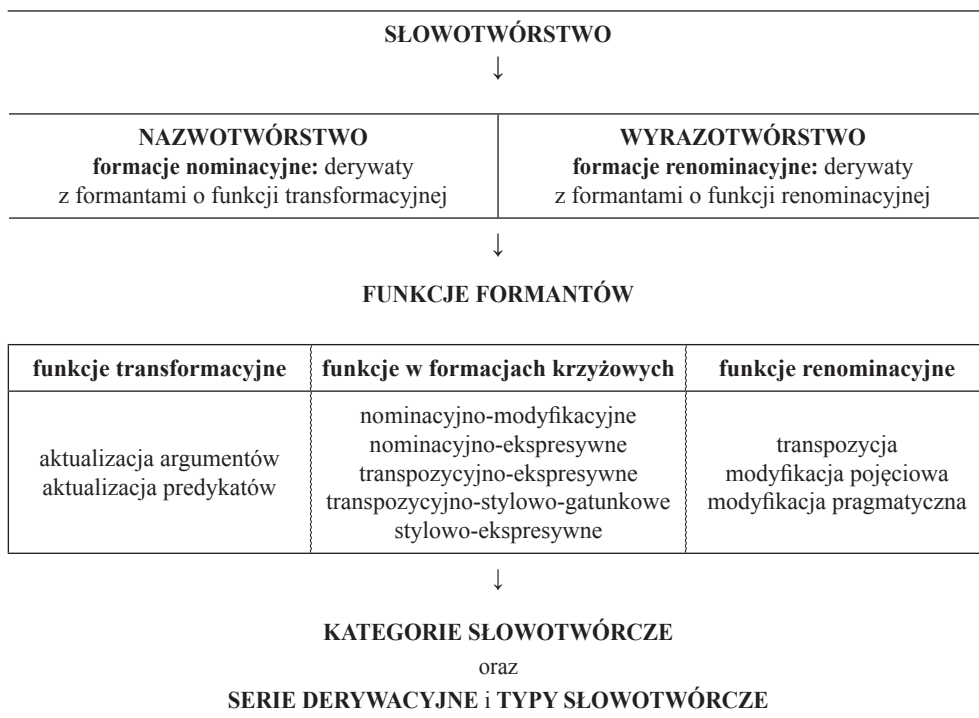 SŁOWOTWÓRSTWO
↓
NAZWOTWÓRSTWO
formacje nominacyjne: derywaty
z formantami o funkcji transformacyjnej
WYRAZOTWÓRSTWO
formacje renominacyjne: derywaty
z formantami o funkcji renominacyjnej
↓
FUNKCJE FORMANTÓW
funkcje transformacyjne
funkcje w formacjach krzyżowych
funkcje renominacyjne
aktualizacja argumentów
aktualizacja predykatów
nominacyjno-modyfikacyjne
nominacyjno-ekspresywne
transpozycyjno-ekspresywne
transpozycyjno-stylowo-gatunkowe
stylowo-ekspresywne
transpozycja
modyfikacja pojęciowa
modyfikacja pragmatyczna
↓
KATEGORIE SŁOWOTWÓRCZE
oraz
SERIE DERYWACYJNE i TYPY SŁOWOTWÓRCZE